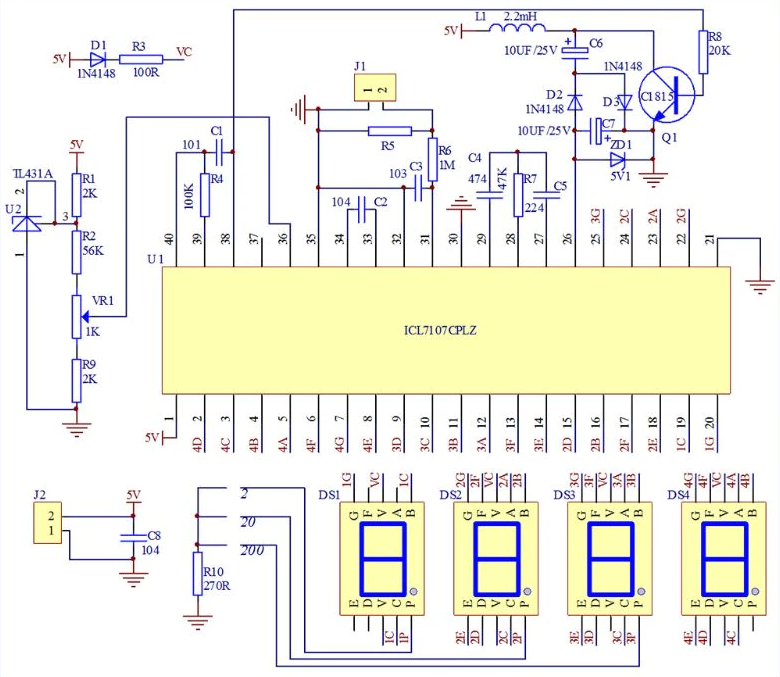 L1 2.2mH
5V
10UF/25V + C6
R8
20K
D1 R3 VC
5V
1N4148 100R
J1
1 2
1N4148
D2
1N4148
D3
C1815
10UF/25V
C7
+
Q1
ZD1
5V1
C1
101
R5
R6
1M
5V
R4
100K
C3
103
C4
474
47K
R7
224
C5
TL431A
2
R1
2K
U2
3
104 C2
1
R2
56K
3G 2C 2A 2G
40 39 38 37 36 35 34 33 32 31 30 29 28 27 26 25 24 23 22 21
U1
VR1
1K
ICL7107CPLZ
R9
2K
1 2 3 4 5 6 7 8 9 10 11 12 13 14 15 16 17 18 19 20
5V 4D 4C 4B 4A 4F 4G 4E 3D 3C 3B 3A 3F 3E 2D 2B 2F 2E 1C 1G
J2
5V
2
1
C8
104
2
20
200
R10
270R
1G VC 1C
DS1
G F V A B
E D V C P
1C 1P
2G 2F VC 2A 2B
DS2
G F V A B
E D V C P
2E 2D 2C 2P
3G 3F VC 3A 3B
DS3
G F V A B
E D V C P
3E 3D 3C 3P
4G 4F VC 4A 4B
DS4
G F V A B
E D V C P
4E 4D 4C